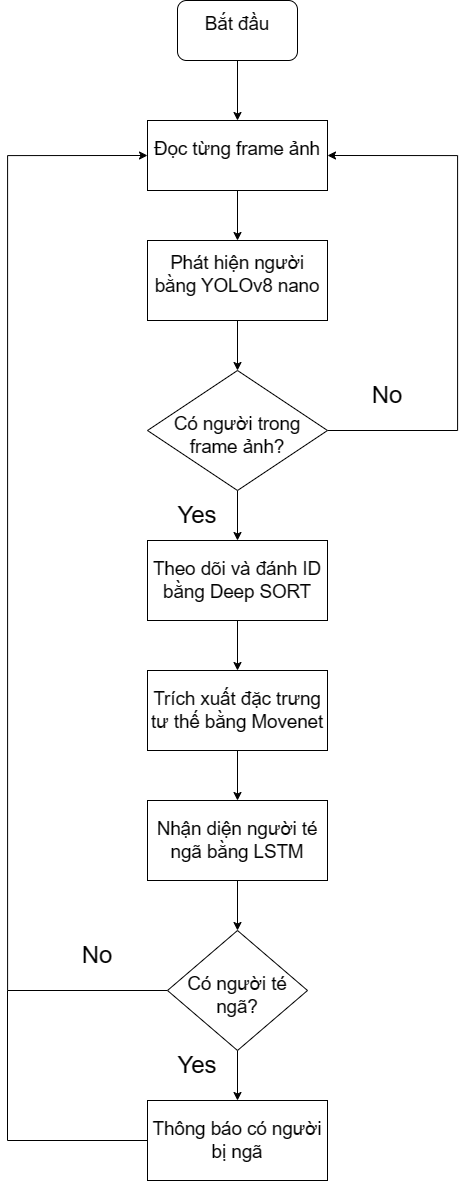 Bắt đầu
Đọc từng frame ảnh
Phát hiện người
bằng YOLOv8 nano
No
Có người trong
frame ảnh?
Yes
Theo dõi và đánh ID
bằng Deep SORT
Trích xuất đặc trưng
tư thế bằng Movenet
Nhận diện người té
ngã bằng LSTM
No
Có người té
ngã?
Yes
Thông báo có người
bị ngã